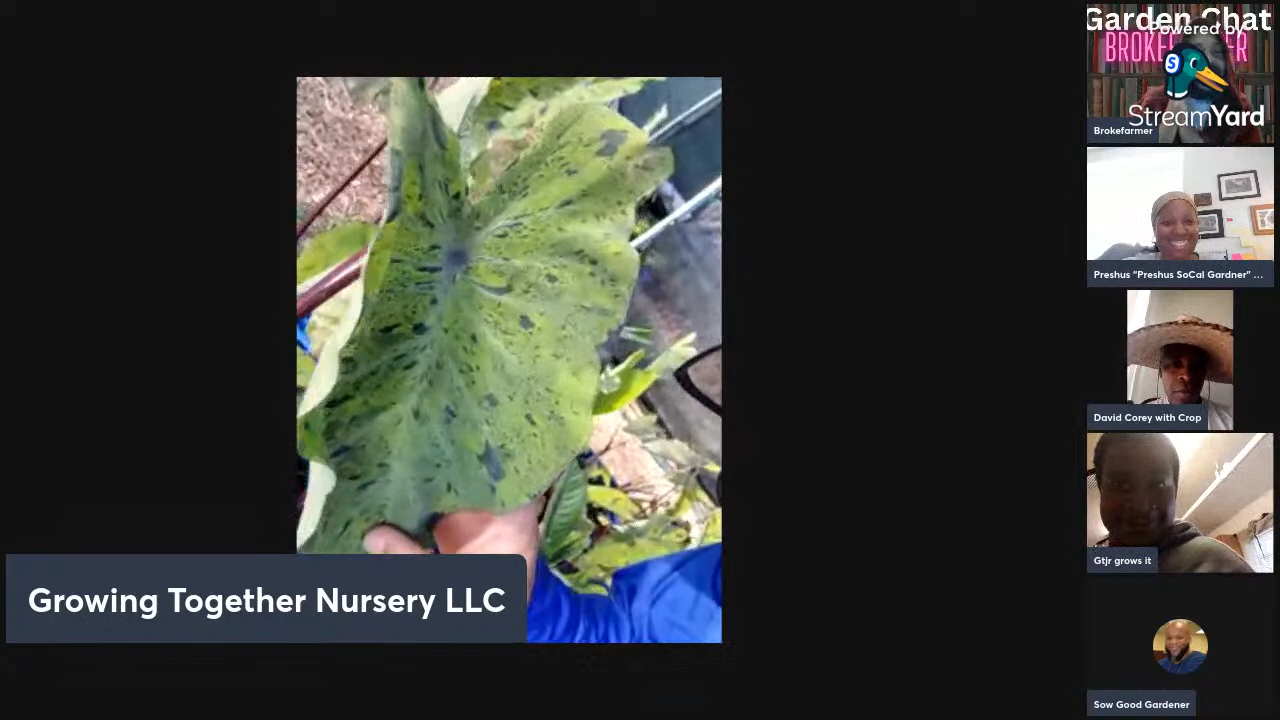 Garden Chat
Powered by
StreamYard
Brokefarmer
Preshus "Preshus SoCal Gardner" ...
David Corey with Crop
Gtjr grows it
Growing Together Nursery LLC
Sow Good Gardener